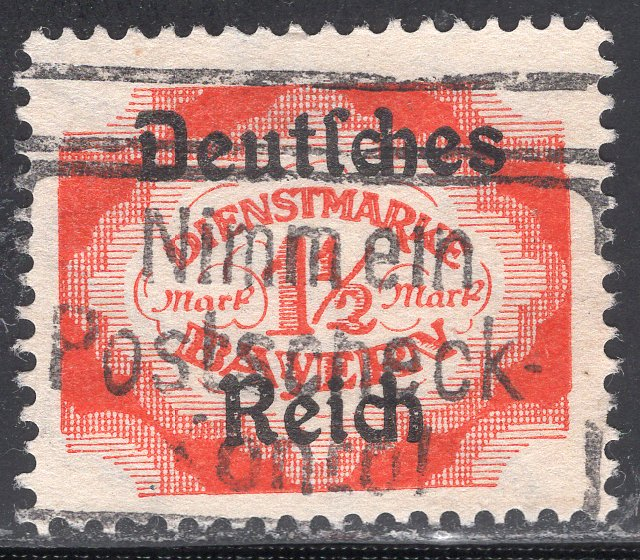 Deutſches
DIENSTMARKE
Nimm ein
Mark 1½ Mark
Postscheck-
BAYERN
Reich